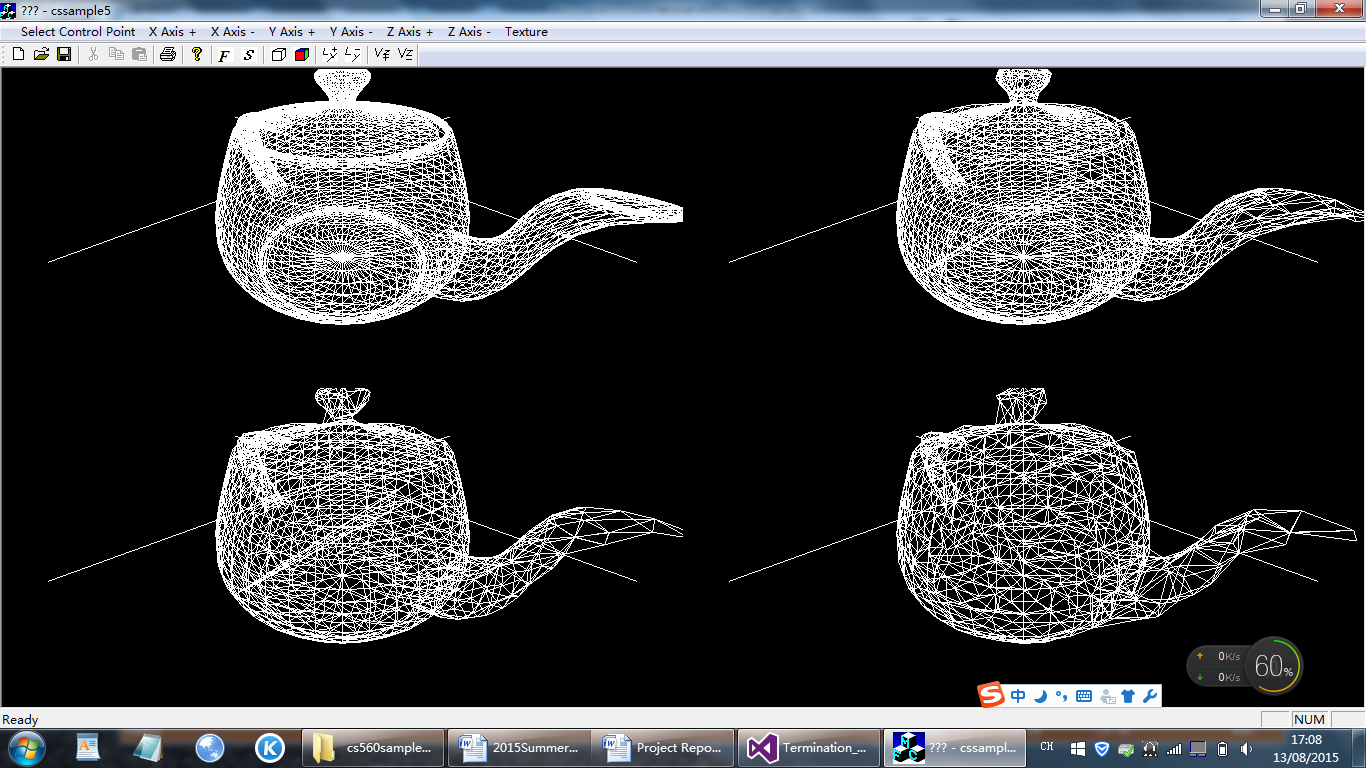 ??? - cssample5
Select Control Point X Axis + X Axis - Y Axis + Y Axis - Z Axis + Z Axis - Texture
F S
0K/s
0K/s
60%
中
Ready
NUM
cs560sample...
2015Summer...
Project Repo...
Termination_...
??? - cssampl...
CH
17:08
13/08/2015